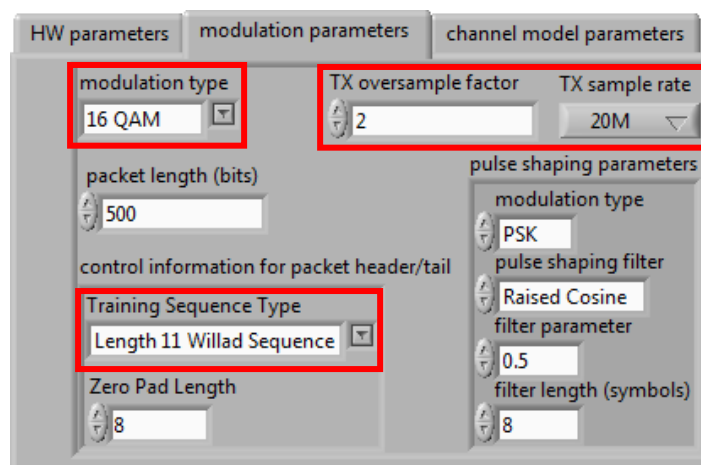 HW parameters modulation parameters channel model parameters
modulation type TX oversample factor TX sample rate
16 QAM 2 20M
packet length (bits)
500
control information for packet header/tail
Training Sequence Type
Length 11 Willad Sequence
Zero Pad Length
8
pulse shaping parameters
modulation type
PSK
pulse shaping filter
Raised Cosine
filter parameter
0.5
filter length (symbols)
8